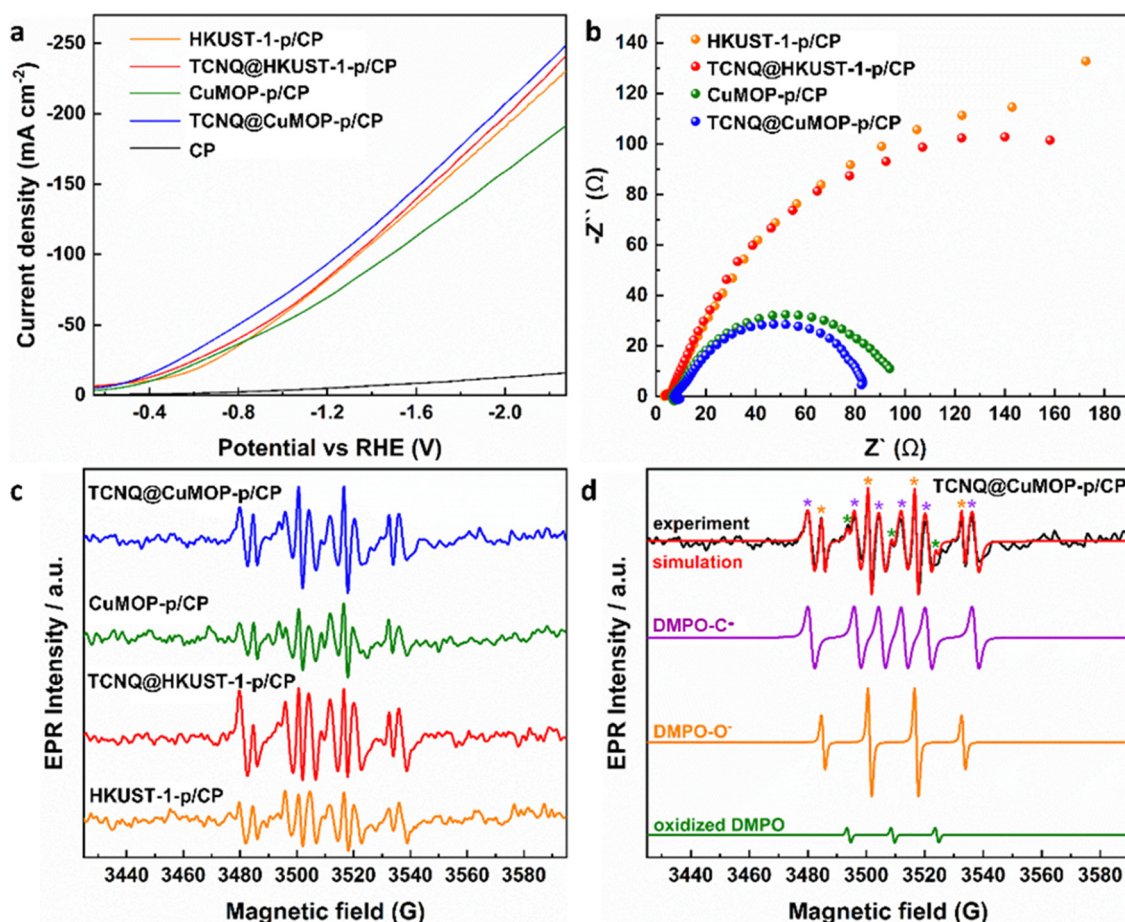 a
HKUST-1-p/CP
TCNQ@HKUST-1-p/CP
CuMOP-p/CP
TCNQ@CuMOP-p/CP
CP
-250
-200
-150
-100
-50
0
-0.4 -0.8 -1.2 -1.6 -2.0
Current density (mA cm⁻²)
Potential vs RHE (V)
b
HKUST-1-p/CP
TCNQ@HKUST-1-p/CP
CuMOP-p/CP
TCNQ@CuMOP-p/CP
140
120
100
80
60
40
20
0
0 20 40 60 80 100 120 140 160 180
-Z`` (Ω)
Z` (Ω)
c
TCNQ@CuMOP-p/CP
CuMOP-p/CP
TCNQ@HKUST-1-p/CP
HKUST-1-p/CP
EPR Intensity / a.u.
3440 3460 3480 3500 3520 3540 3560 3580
Magnetic field (G)
d
TCNQ@CuMOP-p/CP
experiment
simulation
DMPO-C•
DMPO-O⁻
oxidized DMPO
EPR Intensity / a.u.
3440 3460 3480 3500 3520 3540 3560 3580
Magnetic field (G)